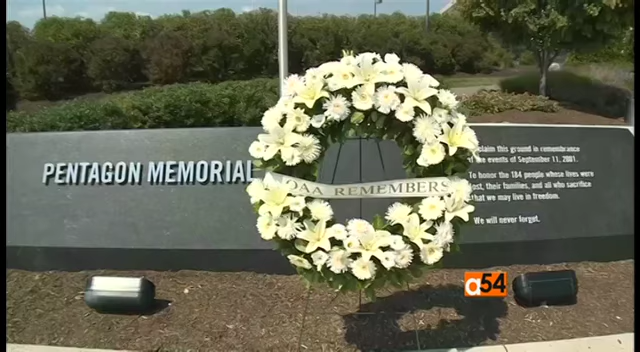 PENTAGON MEMORIAL
OAA REMEMBERS
claim this ground in remembrance
the events of September 11, 2001.
To honor the 184 people whose lives were
lost, their families, and all who sacrifice
that we may live in freedom.
We will never forget.
a54